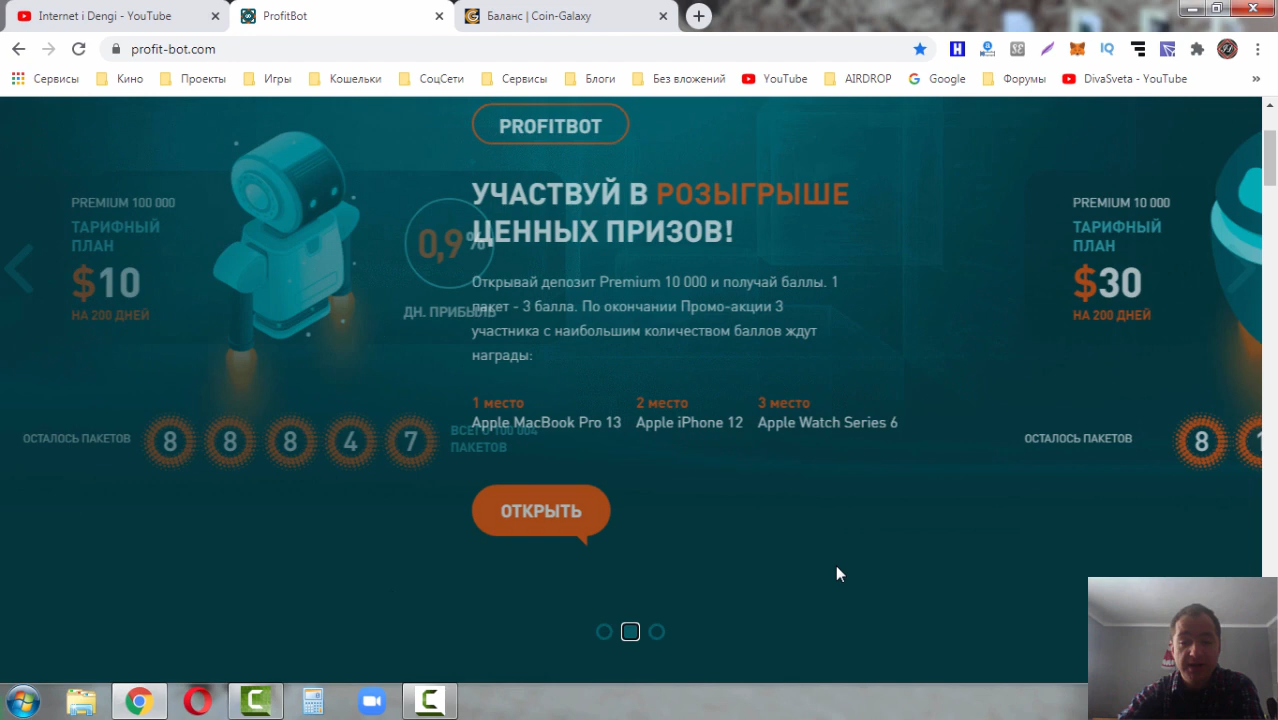 Internet i Dengi - YouTube
ProfitBot
Баланс | Coin-Galaxy
profit-bot.com
Сервисы
Кино
Проекты
Игры
Кошельки
СоцСети
Сервисы
Блоги
Без вложений
YouTube
AIRDROP
Google
Форумы
DivaSveta - YouTube
PROFITBOT
УЧАСТВУЙ В РОЗЫГРЫШЕ
ЦЕННЫХ ПРИЗОВ!
Открывай депозит Premium 10 000 и получай баллы. 1
пакет - 3 балла. По окончании Промо-акции 3
участника с наибольшим количеством баллов ждут
награды:
1 место
Apple MacBook Pro 13
2 место
Apple iPhone 12
3 место
Apple Watch Series 6
ОТКРЫТЬ
PREMIUM 100 000
ТАРИФНЫЙ
ПЛАН
$10
НА 200 ДНЕЙ
0,9%
ДН. ПРИБЫЛЬ
ОСТАЛОСЬ ПАКЕТОВ
8 8 8 4 7
ПАКЕТОВ
PREMIUM 10 000
ТАРИФНЫЙ
ПЛАН
$30
НА 200 ДНЕЙ
ОСТАЛОСЬ ПАКЕТОВ
8 1